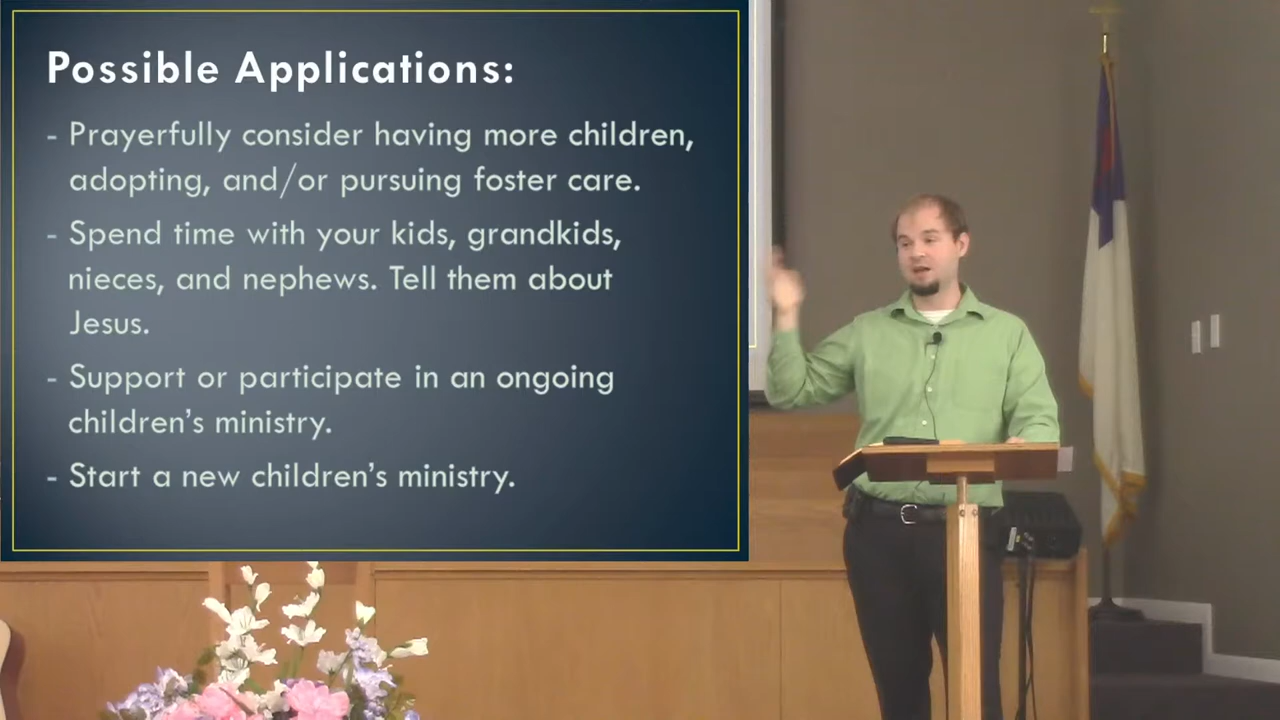 Possible Applications:
- Prayerfully consider having more children,
adopting, and/or pursuing foster care.
- Spend time with your kids, grandkids,
nieces, and nephews. Tell them about
Jesus.
- Support or participate in an ongoing
children's ministry.
- Start a new children's ministry.